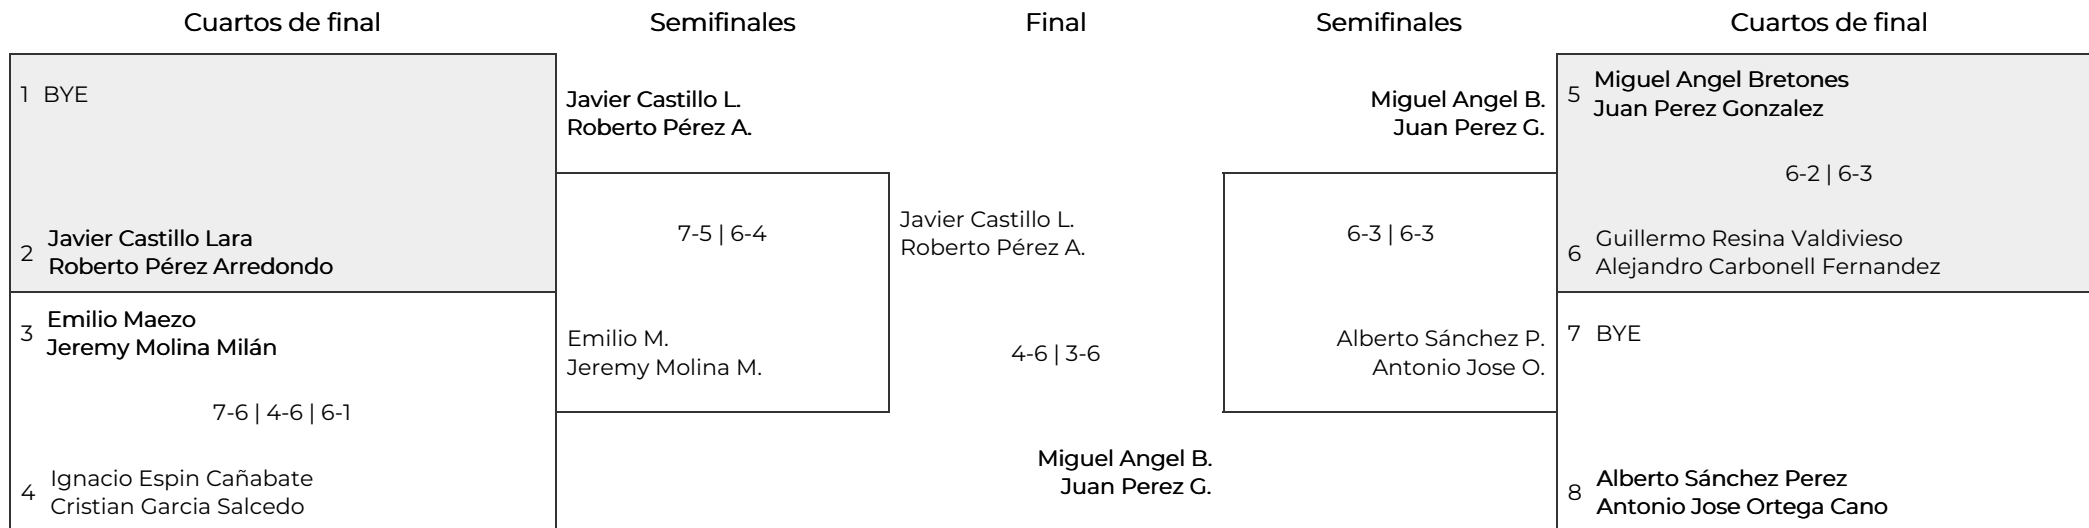 Cuartos de final
Semifinales
Final
Semifinales
Cuartos de final
1 BYE
2 Javier Castillo Lara
Roberto Pérez Arredondo
3 Emilio Maezo
Jeremy Molina Milán
7-6 | 4-6 | 6-1
4 Ignacio Espin Cañabate
Cristian Garcia Salcedo
Javier Castillo L.
Roberto Pérez A.
7-5 | 6-4
Emilio M.
Jeremy Molina M.
Javier Castillo L.
Roberto Pérez A.
4-6 | 3-6
Miguel Angel B.
Juan Perez G.
Miguel Angel B.
Juan Perez G.
6-3 | 6-3
Alberto Sánchez P.
Antonio Jose O.
5 Miguel Angel Bretones
Juan Perez Gonzalez
6-2 | 6-3
6 Guillermo Resina Valdivieso
Alejandro Carbonell Fernandez
7 BYE
8 Alberto Sánchez Perez
Antonio Jose Ortega Cano